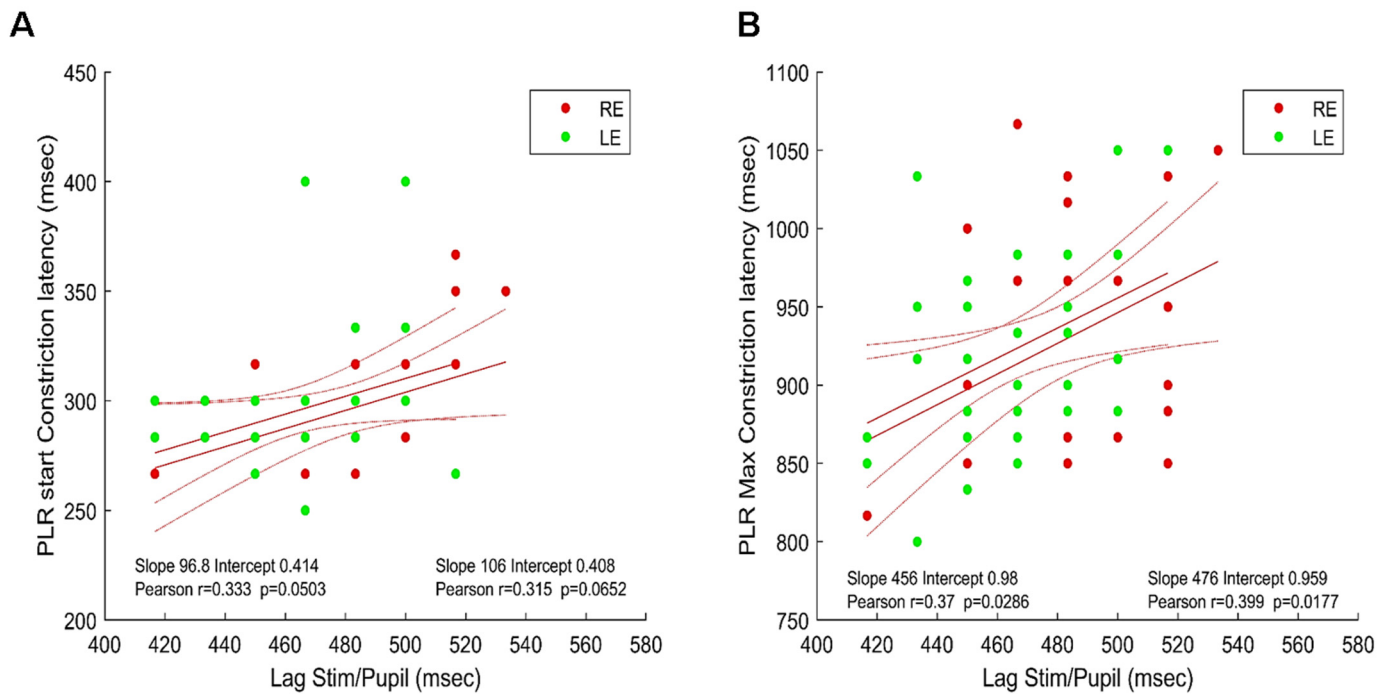 A
PLR start Constriction latency (msec)
450
400
350
300
250
200
RE
LE
Slope 96.8 Intercept 0.414
Pearson r=0.333 p=0.0503
Slope 106 Intercept 0.408
Pearson r=0.315 p=0.0652
400 420 440 460 480 500 520 540 560 580
Lag Stim/Pupil (msec)
B
PLR Max Constriction latency (msec)
1100
1050
1000
950
900
850
800
750
RE
LE
Slope 456 Intercept 0.98
Pearson r=0.37 p=0.0286
Slope 476 Intercept 0.959
Pearson r=0.399 p=0.0177
400 420 440 460 480 500 520 540 560 580
Lag Stim/Pupil (msec)